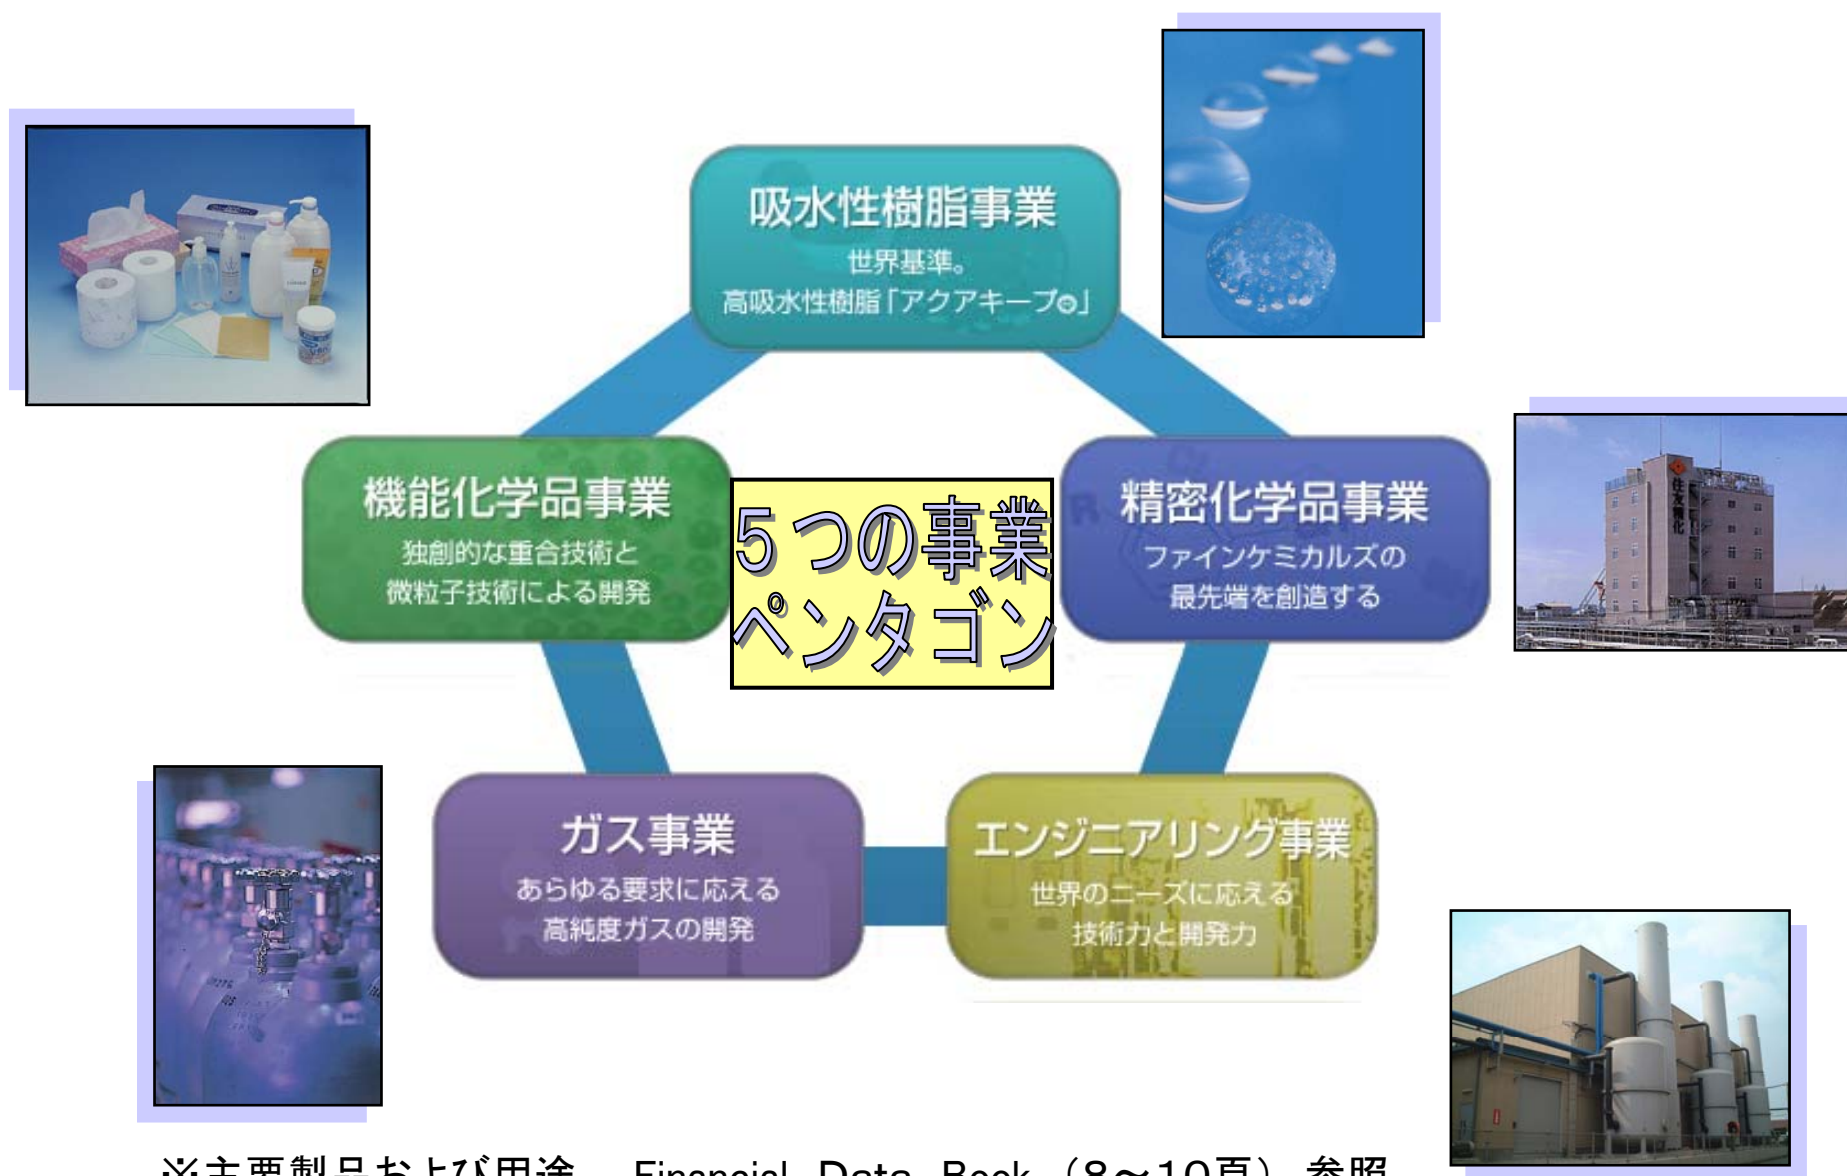 吸水性樹脂事業
世界基準。
高吸水性樹脂「アクアキープ®」
機能化学品事業
独創的な重合技術と
微粒子技術による開発
5つの事業
ペンタゴン
精密化学品事業
ファインケミカルズの
最先端を創造する
住友精化
ガス事業
あらゆる要求に応える
高純度ガスの開発
エンジニアリング事業
世界のニーズに応える
技術力と開発力
※主要製品および用途 Financial Data Book (8~10頁) 参照